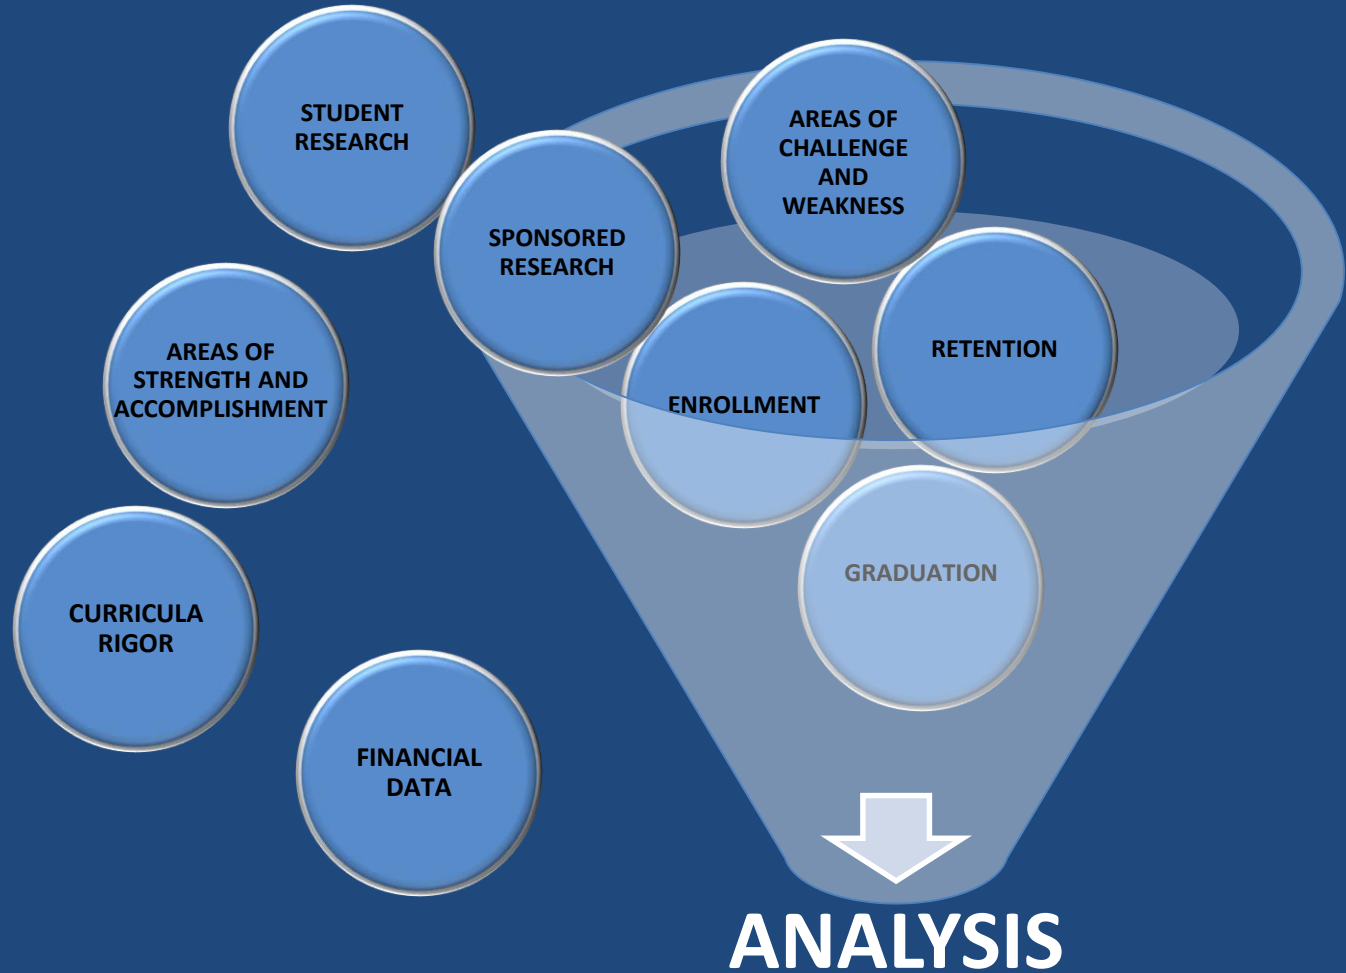 STUDENT
RESEARCH
AREAS OF
CHALLENGE
AND
WEAKNESS
SPONSORED
RESEARCH
AREAS OF
STRENGTH AND
ACCOMPLISHMENT
ENROLLMENT
RETENTION
CURRICULA
RIGOR
GRADUATION
FINANCIAL
DATA
ANALYSIS